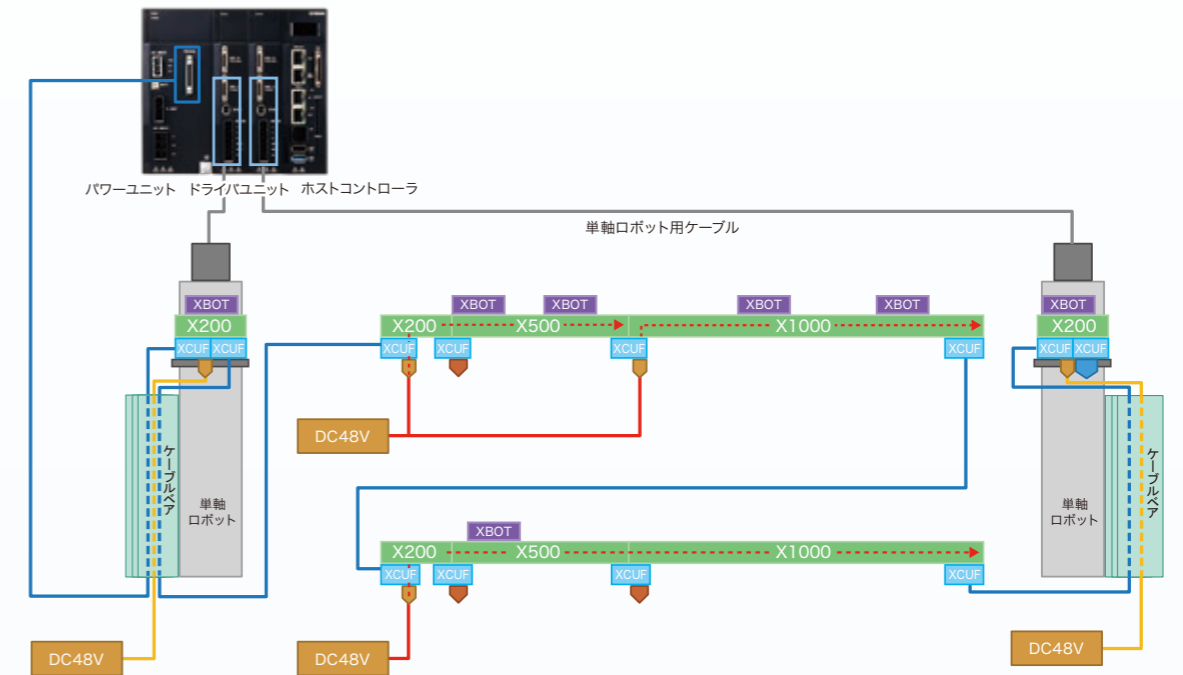 パワーユニット ドライバユニット ホストコントローラ
単軸ロボット用ケーブル
XBOT
X200
XCUF XCUF
ケーブルベア
単軸
ロボット
DC48V
XBOT XBOT XBOT XBOT
X200 X500 X1000
XCUF XCUF XCUF XCUF
DC48V
XBOT
X200 X500 X1000
XCUF XCUF XCUF XCUF
DC48V
XBOT
X200
XCUF XCUF
単軸
ロボット
ケーブルベア
DC48V